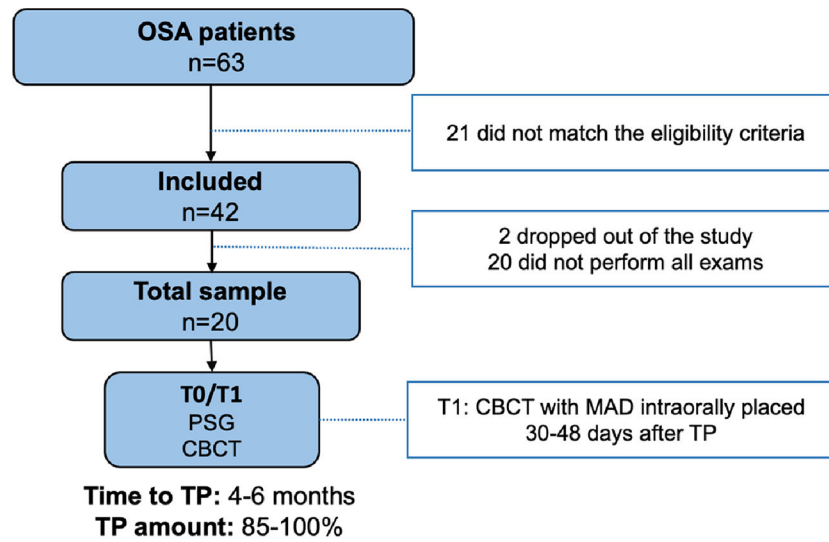 OSA patients
n=63
21 did not match the eligibility criteria
Included
n=42
2 dropped out of the study
20 did not perform all exams
Total sample
n=20
T0/T1
PSG
CBCT
T1: CBCT with MAD intraorally placed
30-48 days after TP
Time to TP: 4-6 months
TP amount: 85-100%